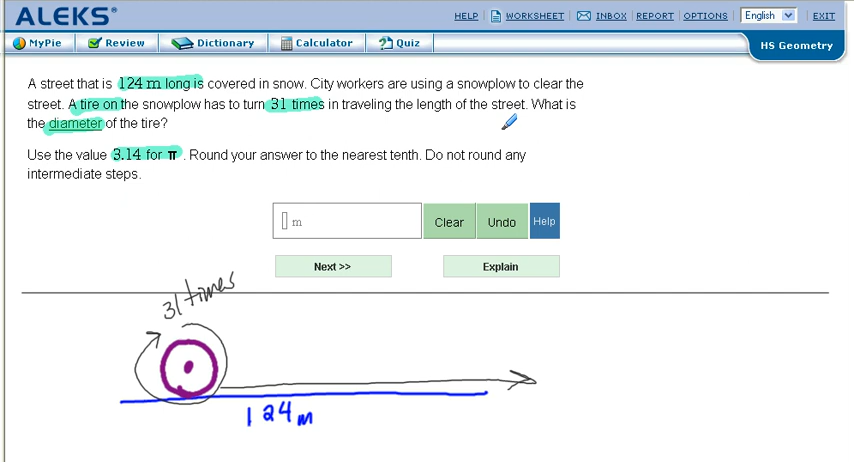 ALEKS®
HELP WORKSHEET INBOX REPORT OPTIONS English EXIT
MyPie Review Dictionary Calculator Quiz HS Geometry
A street that is 124 m long is covered in snow. City workers are using a snowplow to clear the
street. A tire on the snowplow has to turn 31 times in traveling the length of the street. What is
the diameter of the tire?
Use the value 3.14 for π . Round your answer to the nearest tenth. Do not round any
intermediate steps.
m Clear Undo Help
Next >> Explain
31 times
124 m